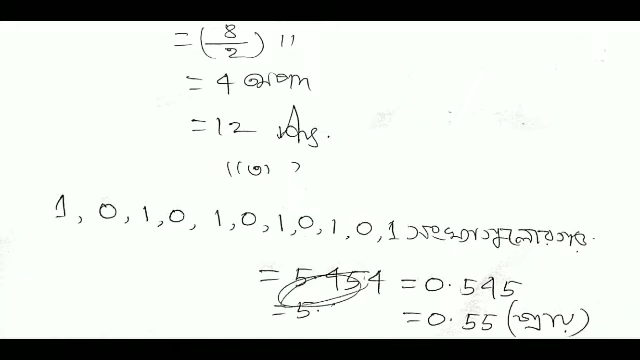 = (8/2) "
= 4
= 12 Ans.
1, 0, 1, 0, 1, 0, 1, 0, 1, 0, 1 সংখ্যাগুলোর গড়.
= 5.454 = 0.545
= 5. = 0.55 (প্রায়)